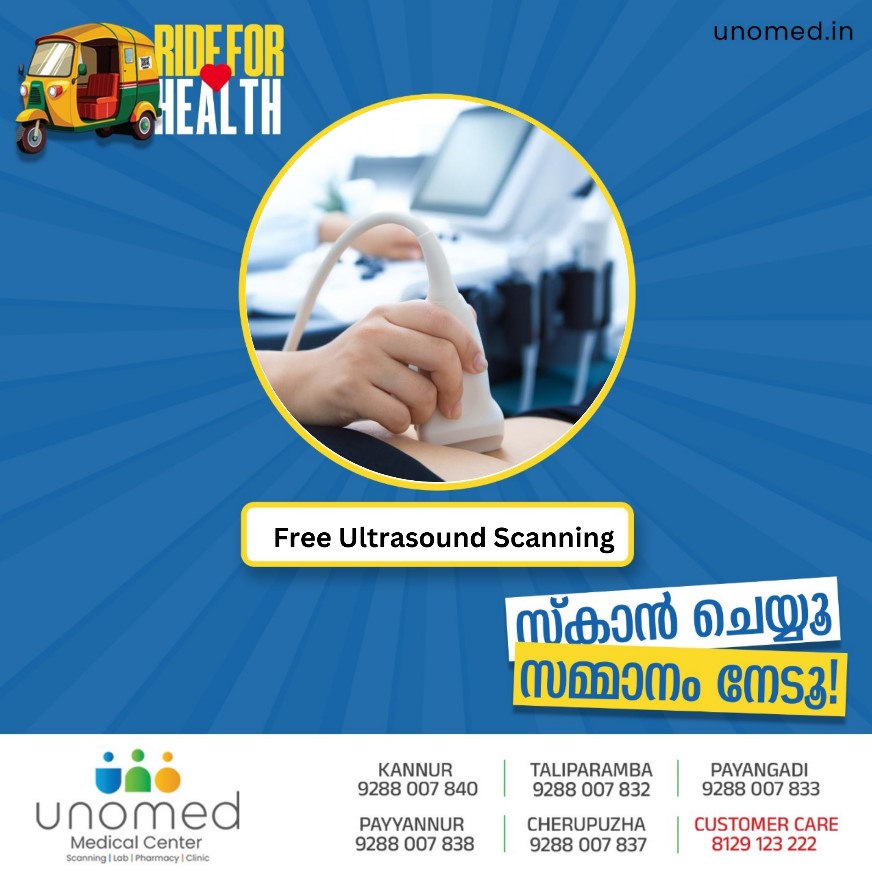 RIDE FOR
HEALTH
unomed.in
Free Ultrasound Scanning
സ്കാൻ ചെയ്യൂ
സമ്മാനം നേടൂ!
unomed
Medical Center
Scanning | Lab | Pharmacy | Clinic
KANNUR
9288 007 840
TALIPARAMBA
9288 007 832
PAYANGADI
9288 007 833
PAYYANNUR
9288 007 838
CHERUPUZHA
9288 007 837
CUSTOMER CARE
8129 123 222